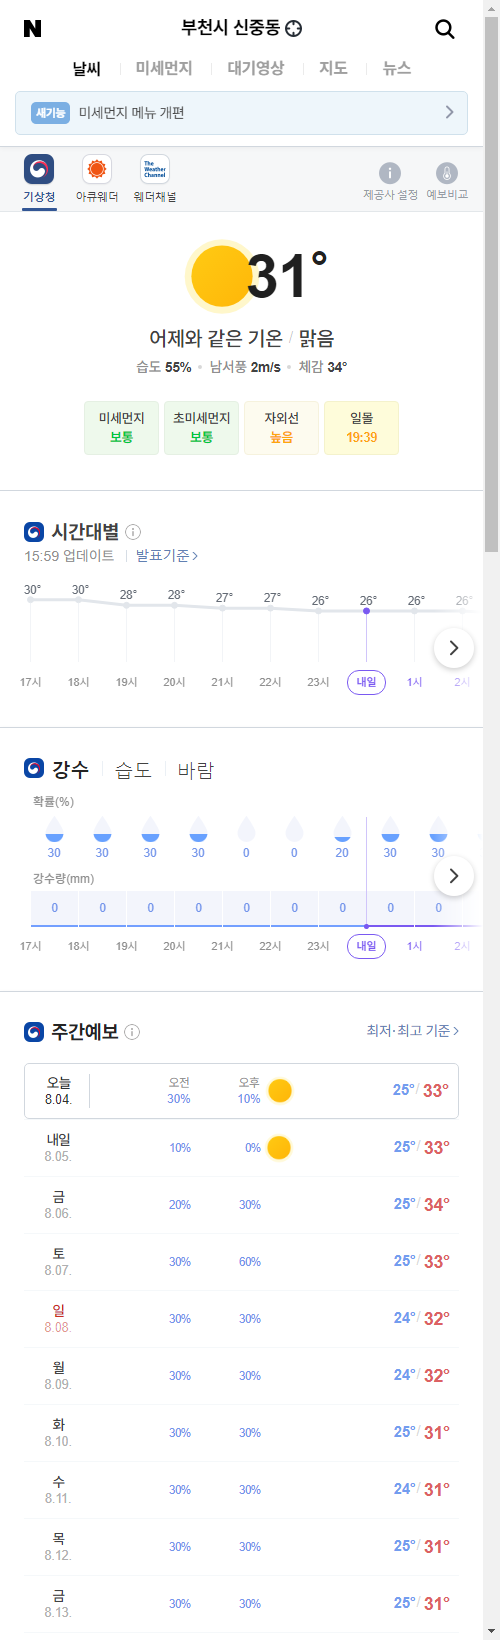 N
부천시 신중동
날씨 미세먼지 대기영상 지도 뉴스
새기능 미세먼지 메뉴 개편
The Weather Channel
기상청 아큐웨더 웨더채널 제공사 설정 예보비교
31°
어제와 같은 기온 / 맑음
습도 55% 남서풍 2m/s 체감 34°
미세먼지 초미세먼지 자외선 일몰
보통 보통 높음 19:39
시간대별
15:59 업데이트 발표기준
30° 30° 28° 28° 27° 27° 26° 26° 26° 26°
17시 18시 19시 20시 21시 22시 23시 내일 1시 2시
강수 습도 바람
확률(%)
30 30 30 30 0 0 20 30 30
강수량(mm)
0 0 0 0 0 0 0 0 0
17시 18시 19시 20시 21시 22시 23시 내일 1시 2시
주간예보 최저·최고 기준
오늘 오전 오후
8.04. 30% 10% 25°/33°
내일
8.05. 10% 0% 25°/33°
금
8.06. 20% 30% 25°/34°
토
8.07. 30% 60% 25°/33°
일
8.08. 30% 30% 24°/32°
월
8.09. 30% 30% 24°/32°
화
8.10. 30% 30% 25°/31°
수
8.11. 30% 30% 24°/31°
목
8.12. 30% 30% 25°/31°
금
8.13. 30% 30% 25°/31°